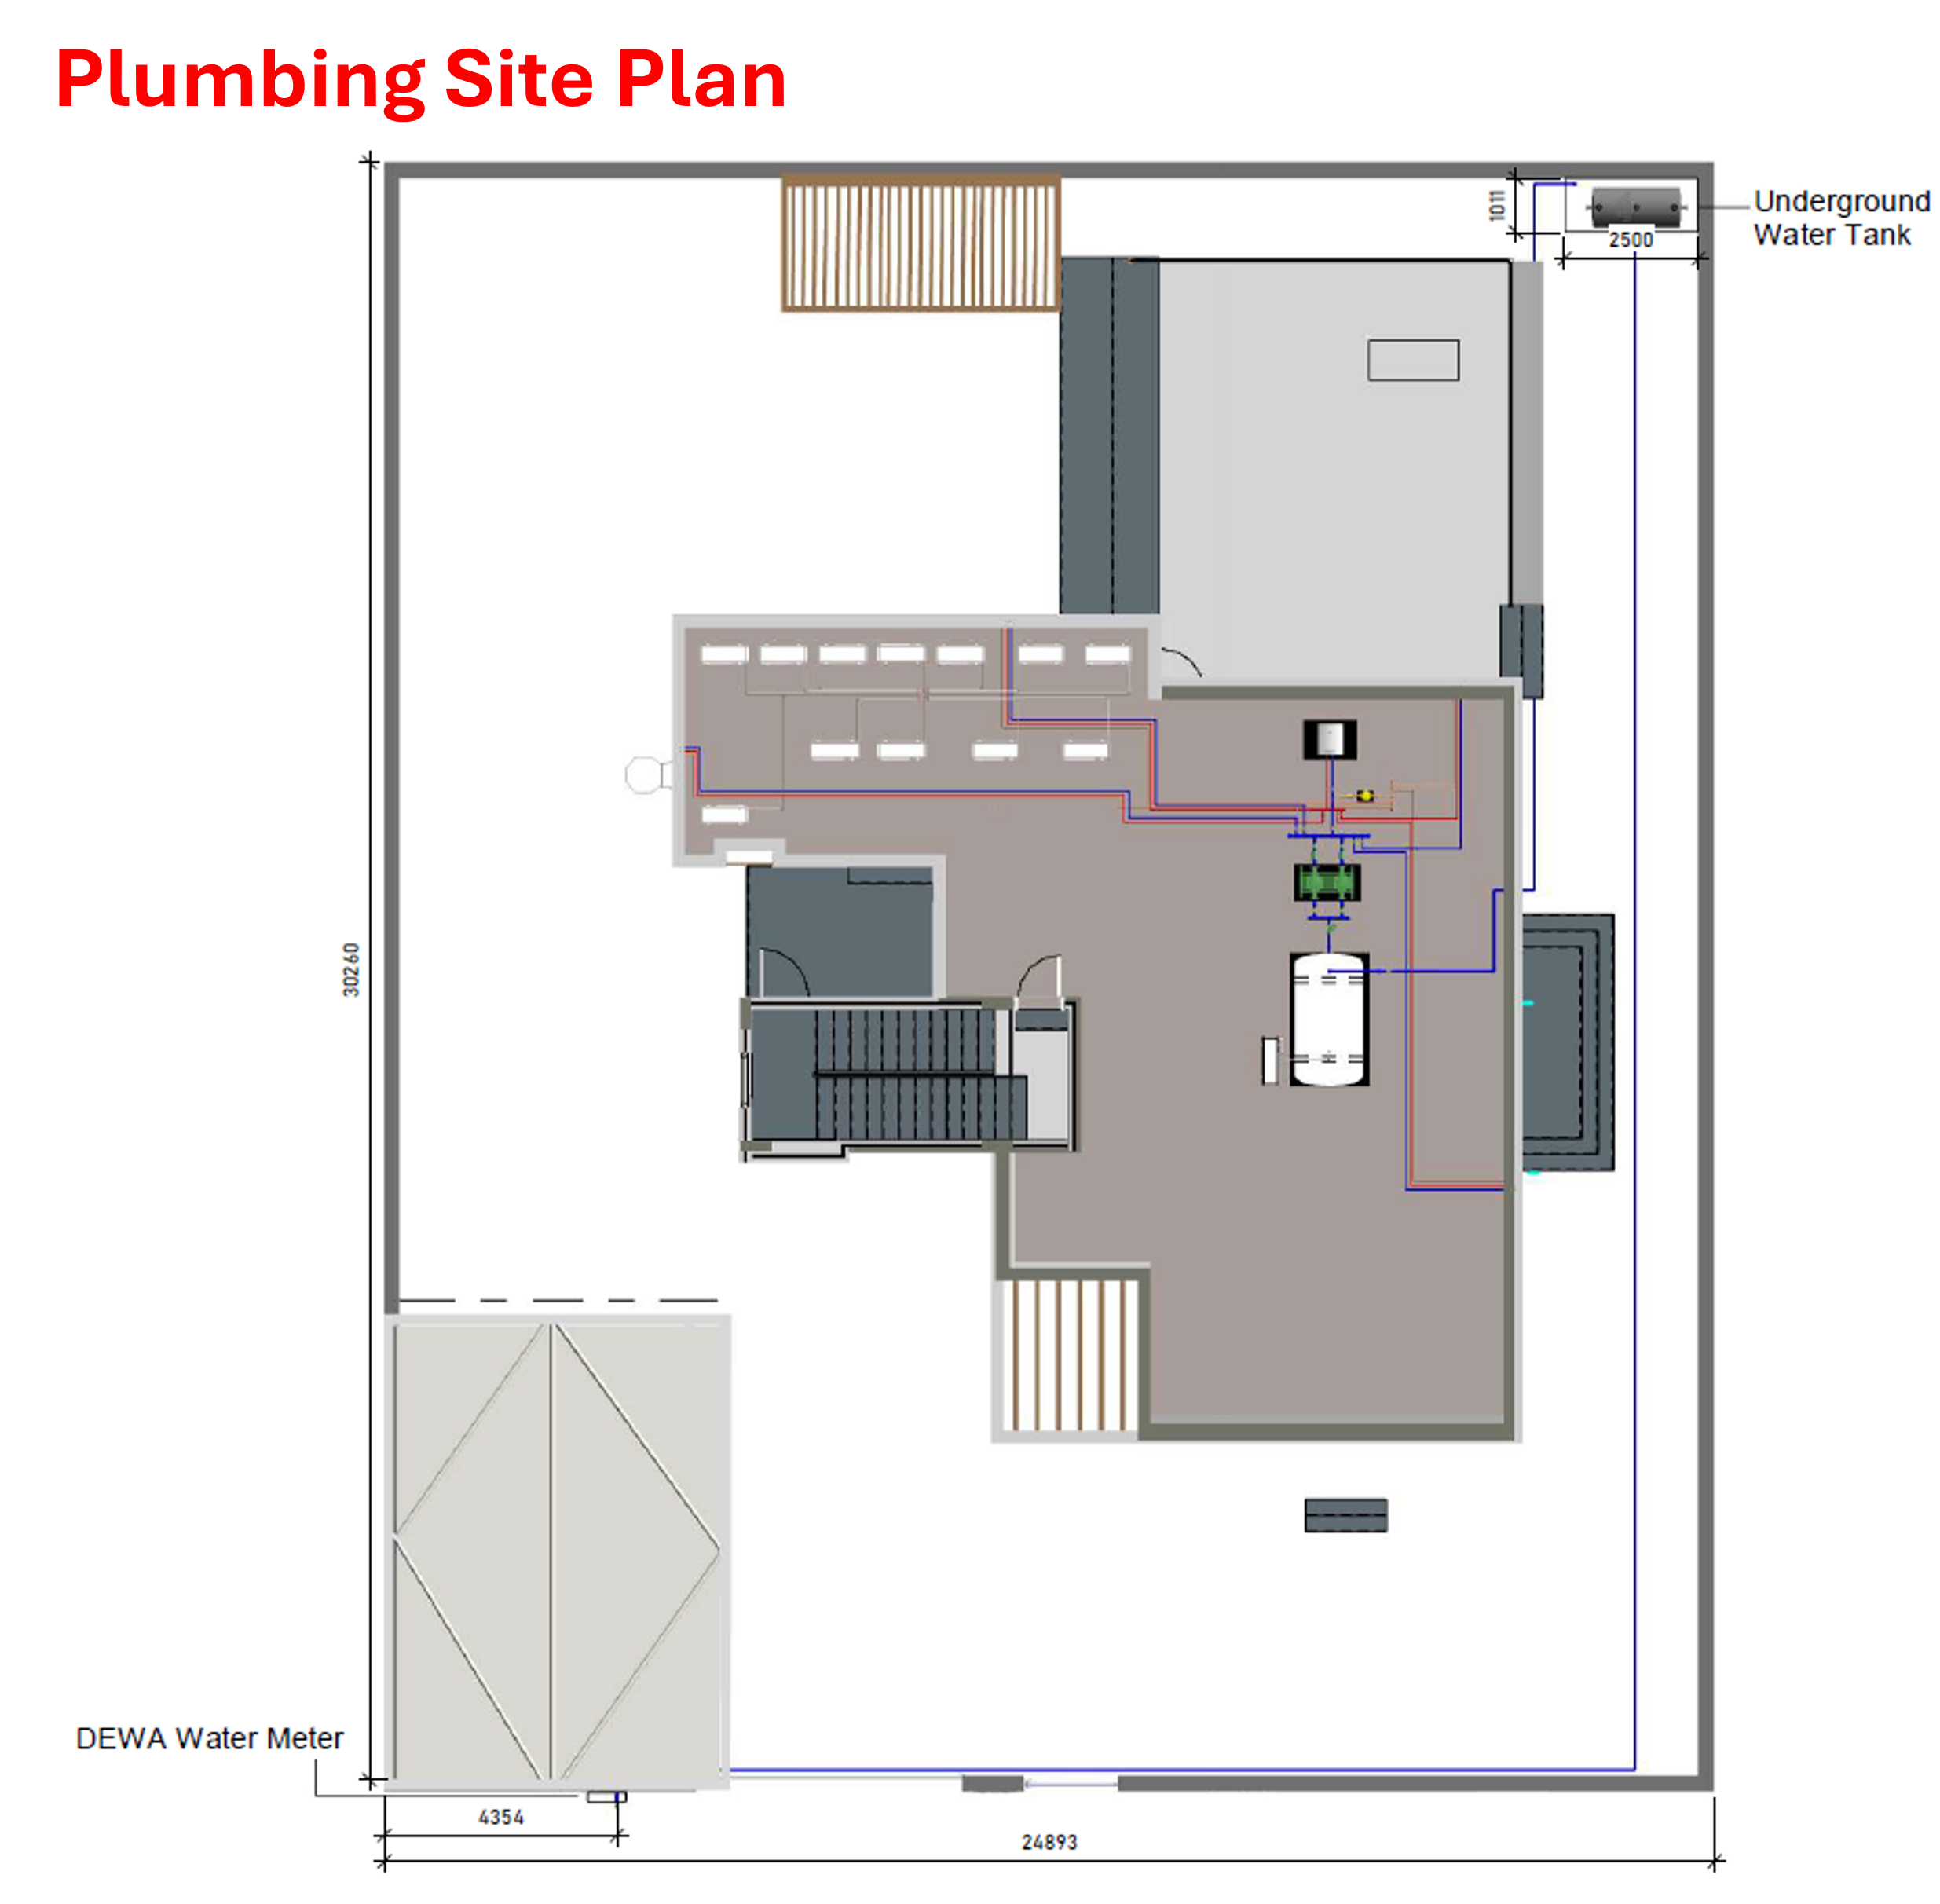 Plumbing Site Plan
1011
Underground
Water Tank
2500
30260
DEWA Water Meter
4354
24893